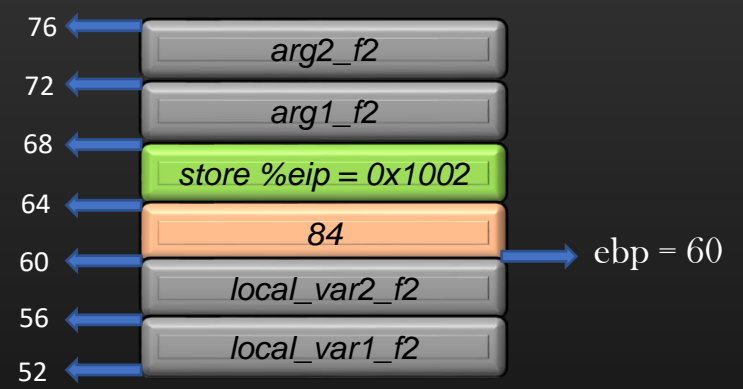 76
arg2_f2
72
arg1_f2
68
store %eip = 0x1002
64
84
ebp = 60
60
local_var2_f2
56
local_var1_f2
52